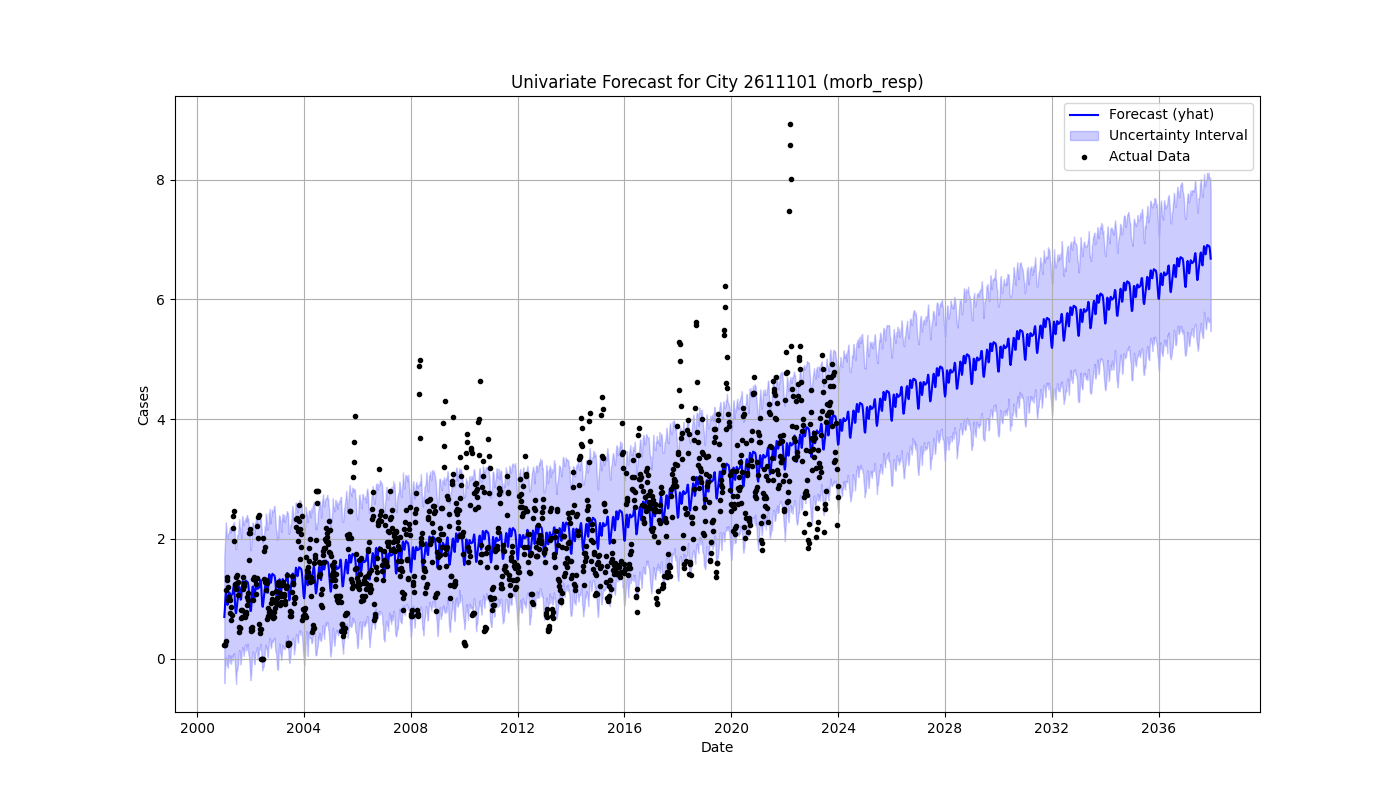 Univariate Forecast for City 2611101 (morb_resp)
Forecast (yhat)
Uncertainty Interval
Actual Data
Cases
8
6
4
2
0
2000 2004 2008 2012 2016 2020 2024 2028 2032 2036
Date